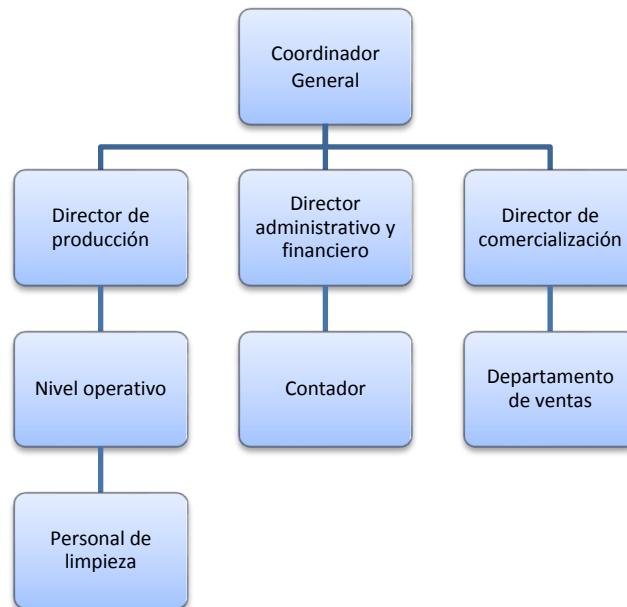 Coordinador
General
Director de
producción
Director
administrativo y
financiero
Director de
comercialización
Nivel operativo
Contador
Departamento
de ventas
Personal de
limpieza